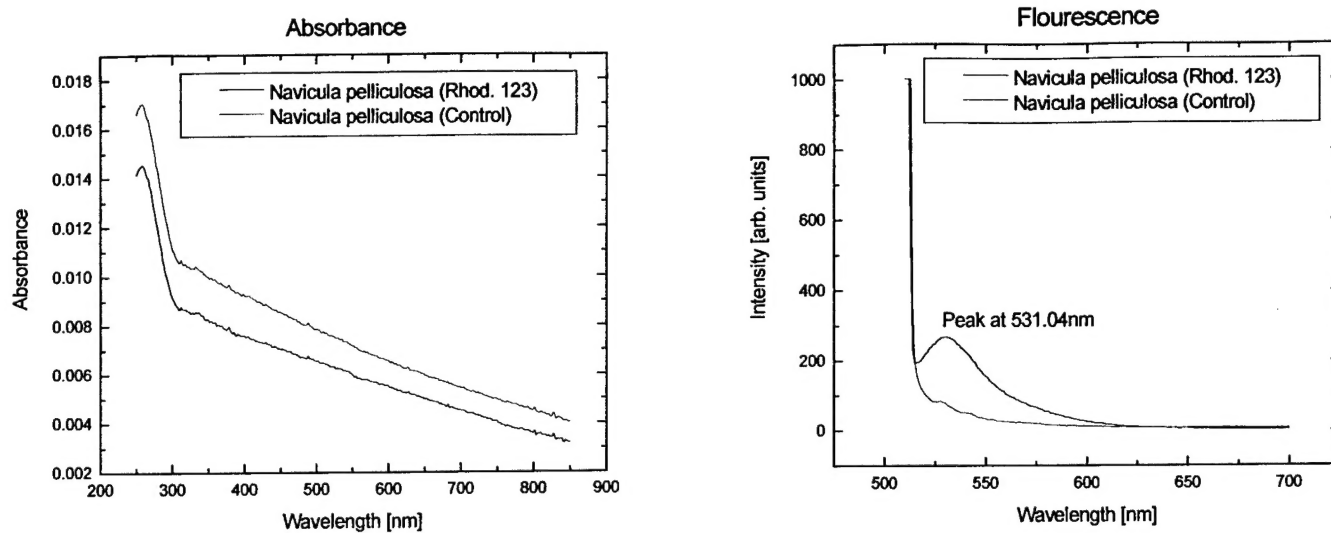 Absorbance
0.018
0.016
0.014
0.012
0.010
0.008
0.006
0.004
0.002
Absorbance
Navicula pelliculosa (Rhod. 123)
Navicula pelliculosa (Control)
200 300 400 500 600 700 800 900
Wavelength [nm]
Flourescence
1000
800
600
400
200
0
Intensity [arb. units]
Navicula pelliculosa (Rhod. 123)
Navicula pelliculosa (Control)
Peak at 531.04nm
500 550 600 650 700
Wavelength [nm]